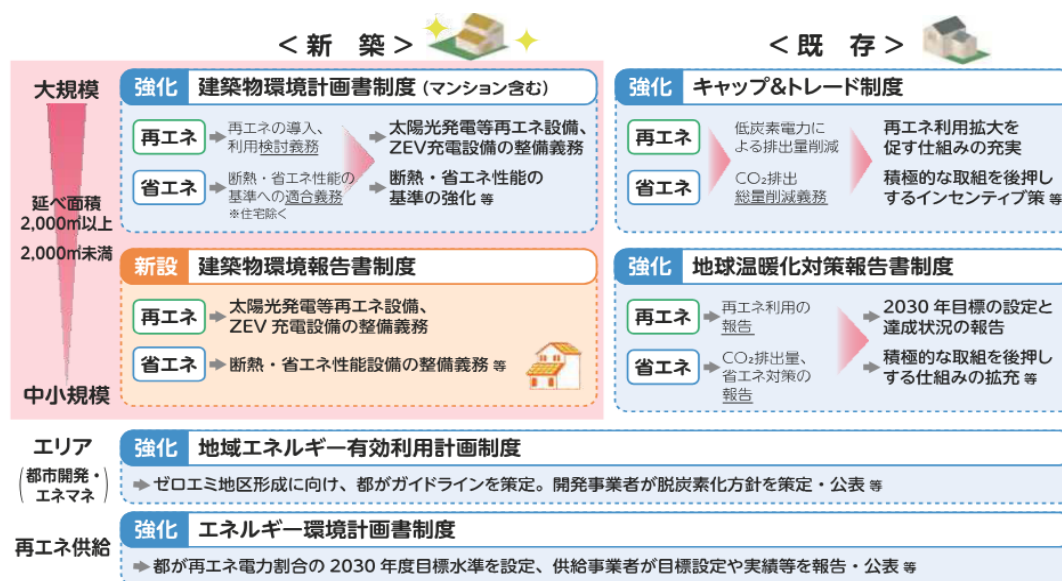 <新 築>
<既 存>
大規模
延べ面積
2,000㎡以上
2,000㎡未満
中小規模
強化 建築物環境計画書制度(マンション含む)
再エネ
再エネの導入、
利用検討義務
太陽光発電等再エネ設備、
ZEV充電設備の整備義務
省エネ
断熱・省エネ性能の
基準への適合義務
※住宅除く
断熱・省エネ性能の
基準の強化 等
強化 キャップ&トレード制度
再エネ
低炭素電力に
よる排出量削減
再エネ利用拡大を
促す仕組みの充実
省エネ
CO₂排出
総量削減義務
積極的な取組を後押し
するインセンティブ策 等
新設 建築物環境報告書制度
再エネ
太陽光発電等再エネ設備、
ZEV 充電設備の整備義務
省エネ
断熱・省エネ性能設備の整備義務 等
強化 地球温暖化対策報告書制度
再エネ
再エネ利用の
報告
2030 年目標の設定と
達成状況の報告
省エネ
CO₂排出量、
省エネ対策の
報告
積極的な取組を後押し
する仕組みの拡充 等
エリア
(都市開発・
エネマネ)
強化 地域エネルギー有効利用計画制度
ゼロエミ地区形成に向け、都がガイドラインを策定。開発事業者が脱炭素化方針を策定・公表 等
再エネ供給
強化 エネルギー環境計画書制度
都が再エネ電力割合の 2030 年度目標水準を設定、供給事業者が目標設定や実績等を報告・公表 等